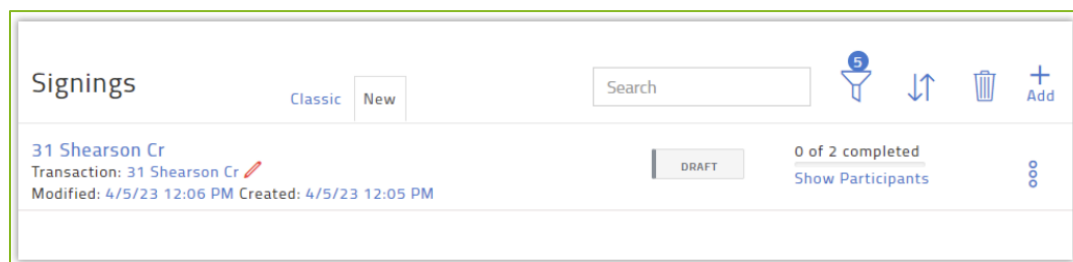 Signings
Classic New
Search
5
Add
31 Shearson Cr
Transaction: 31 Shearson Cr
Modified: 4/5/23 12:06 PM Created: 4/5/23 12:05 PM
DRAFT
0 of 2 completed
Show Participants